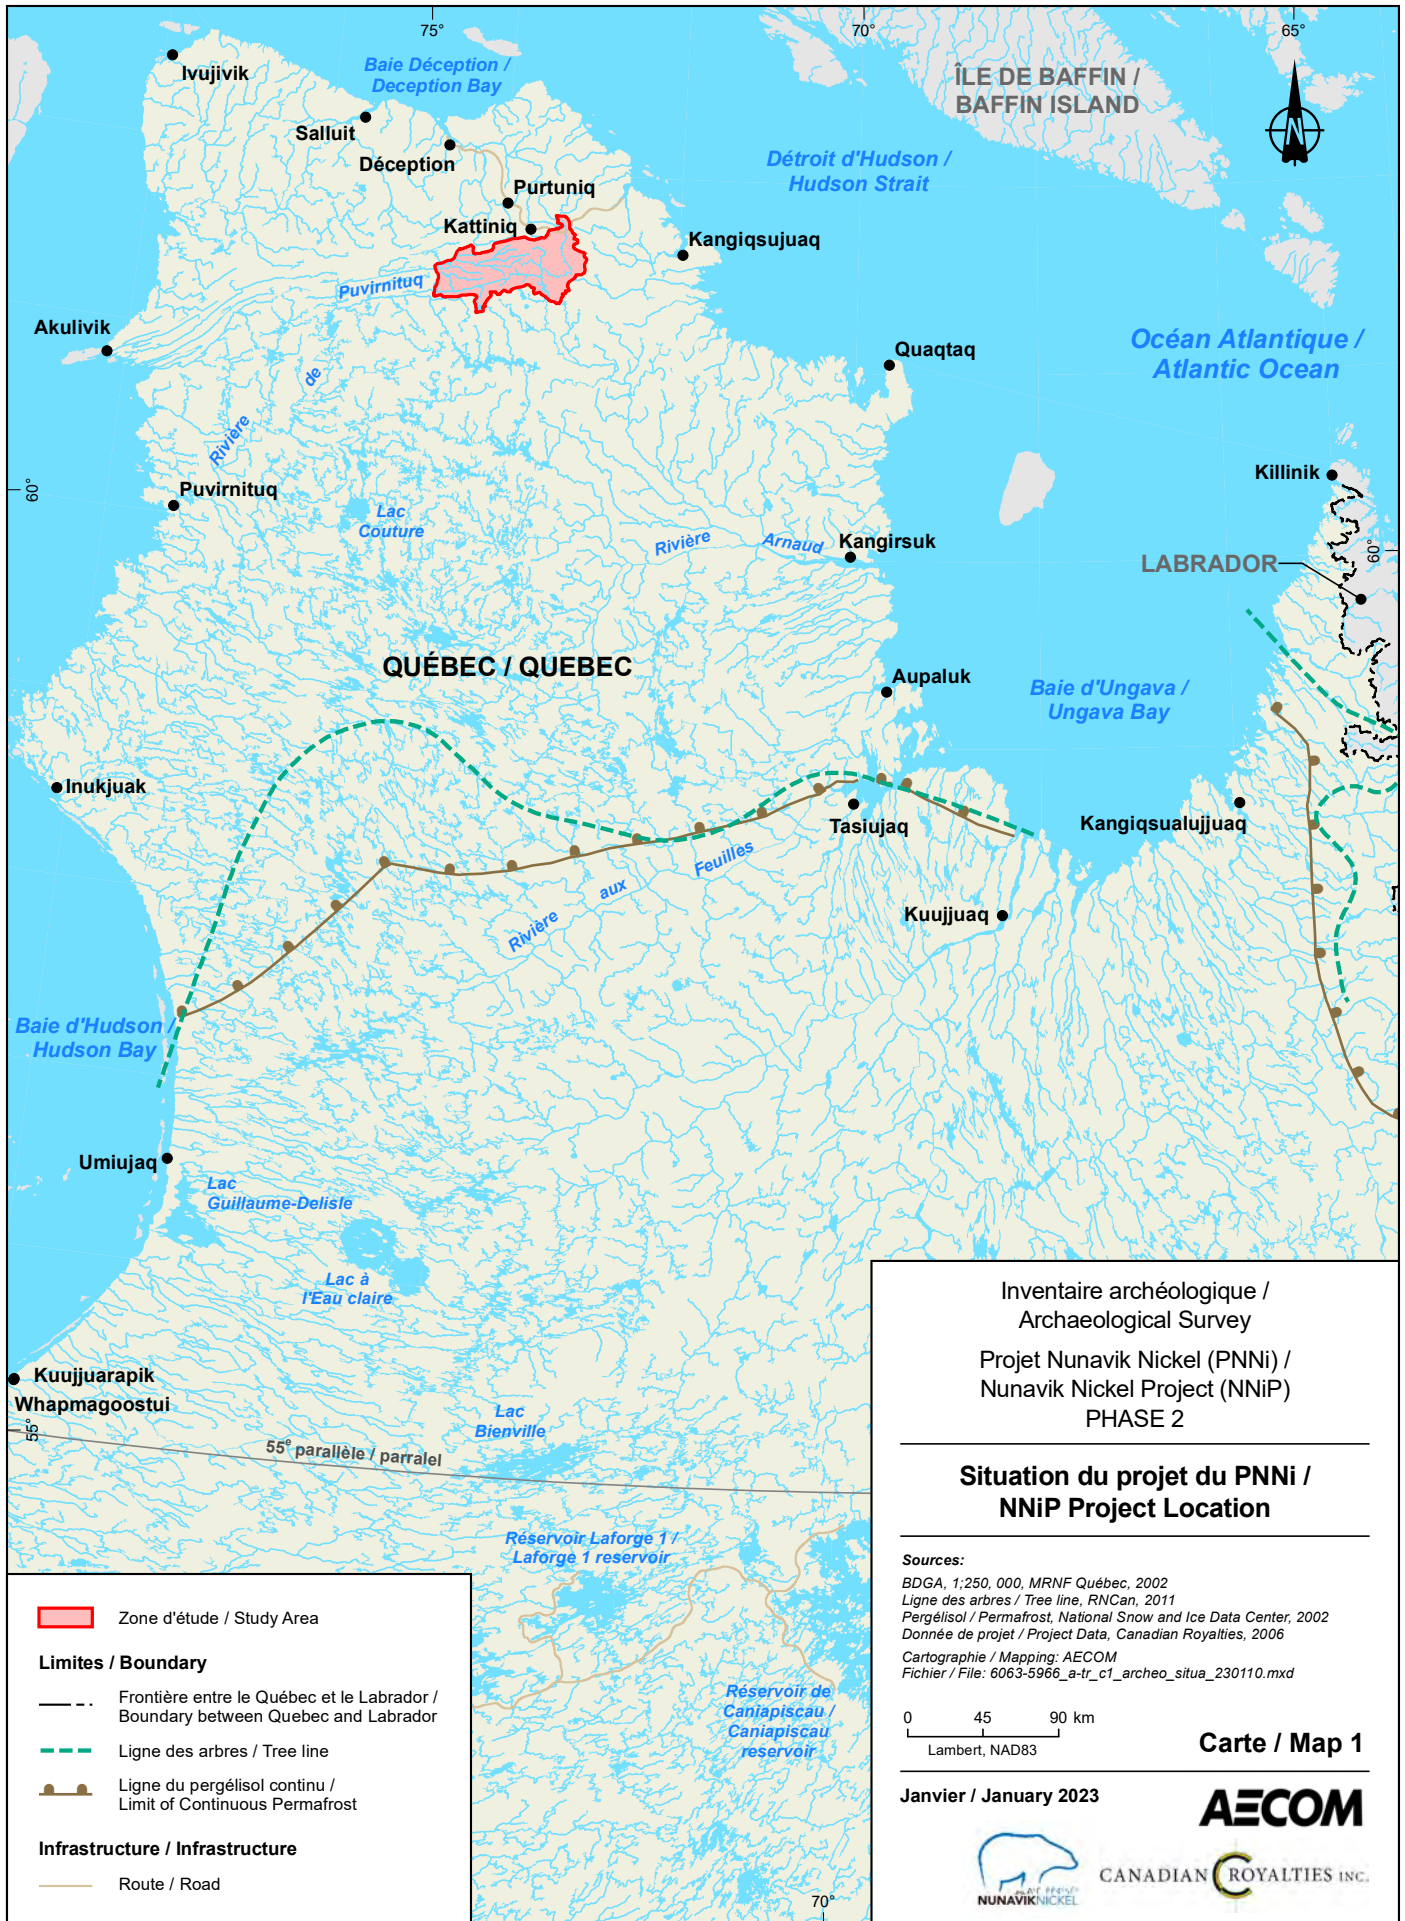 75°
70°
65°
Ivujivik
Baie Déception /
Deception Bay
ÎLE DE BAFFIN /
BAFFIN ISLAND
N
Salluit
Déception
Détroit d'Hudson /
Hudson Strait
Purtuniq
Kattiniq
Kangiqsujuaq
Puvirnituq
de
Rivière
Akulivik
Quaqtaq
Océan Atlantique /
Atlantic Ocean
Killinik
60°
Puvirnituq
Lac
Couture
Rivière
Arnaud
Kangirsuk
60°
LABRADOR
QUÉBEC / QUEBEC
Aupaluk
Baie d'Ungava /
Ungava Bay
Inukjuak
Tasiujaq
Kangiqsualujjuaq
Rivière
aux
Feuilles
Kuujjuaq
Baie d'Hudson /
Hudson Bay
Umiujaq
Lac
Guillaume-Delisle
Lac à
l'Eau claire
Kuujjuarapik
Whapmagoostui
55°
55e parallèle / parralel
Lac
Bienville
Réservoir Laforge 1 /
Laforge 1 reservoir
Réservoir de
Caniapiscau /
Caniapiscau
reservoir
70°
Zone d'étude / Study Area
Limites / Boundary
Frontière entre le Québec et le Labrador /
Boundary between Quebec and Labrador
Ligne des arbres / Tree line
Ligne du pergélisol continu /
Limit of Continuous Permafrost
Infrastructure / Infrastructure
Route / Road
Inventaire archéologique /
Archaeological Survey
Projet Nunavik Nickel (PNNi) /
Nunavik Nickel Project (NNiP)
PHASE 2
Situation du projet du PNNi /
NNiP Project Location
Sources:
BDGA, 1;250, 000, MRNF Québec, 2002
Ligne des arbres / Tree line, RNCan, 2011
Pergélisol / Permafrost, National Snow and Ice Data Center, 2002
Donnée de projet / Project Data, Canadian Royalties, 2006
Cartographie / Mapping: AECOM
Fichier / File: 6063-5966_a-tr_c1_archeo_situa_230110.mxd
0 45 90 km
Lambert, NAD83
Carte / Map 1
Janvier / January 2023
AECOM
NUNAVIKNICKEL
CANADIAN ROYALTIES INC.